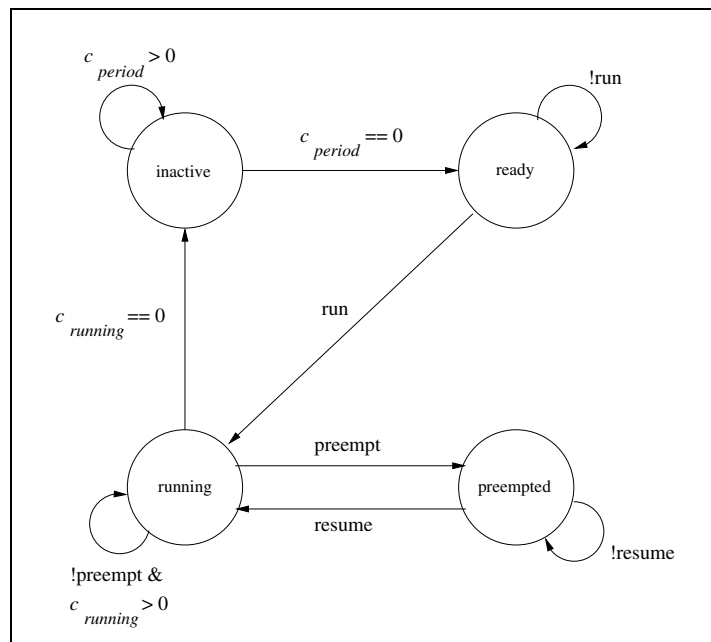 c period > 0
!run
c period == 0
inactive
ready
run
c running == 0
preempt
running
preempted
resume
!resume
!preempt &
c running > 0